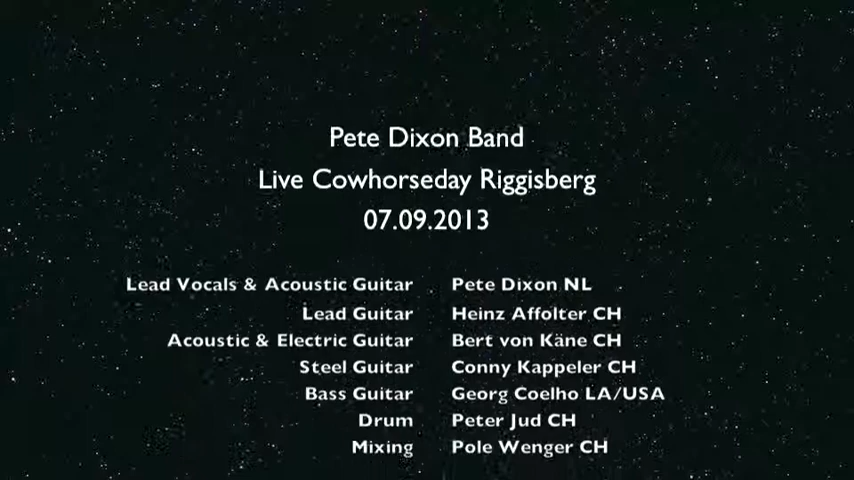 Pete Dixon Band
Live Cowhorseday Riggisberg
07.09.2013
Lead Vocals & Acoustic Guitar Pete Dixon NL
Lead Guitar Heinz Affolter CH
Acoustic & Electric Guitar Bert von Käne CH
Steel Guitar Conny Kappeler CH
Bass Guitar Georg Coelho LA/USA
Drum Peter Jud CH
Mixing Pole Wenger CH